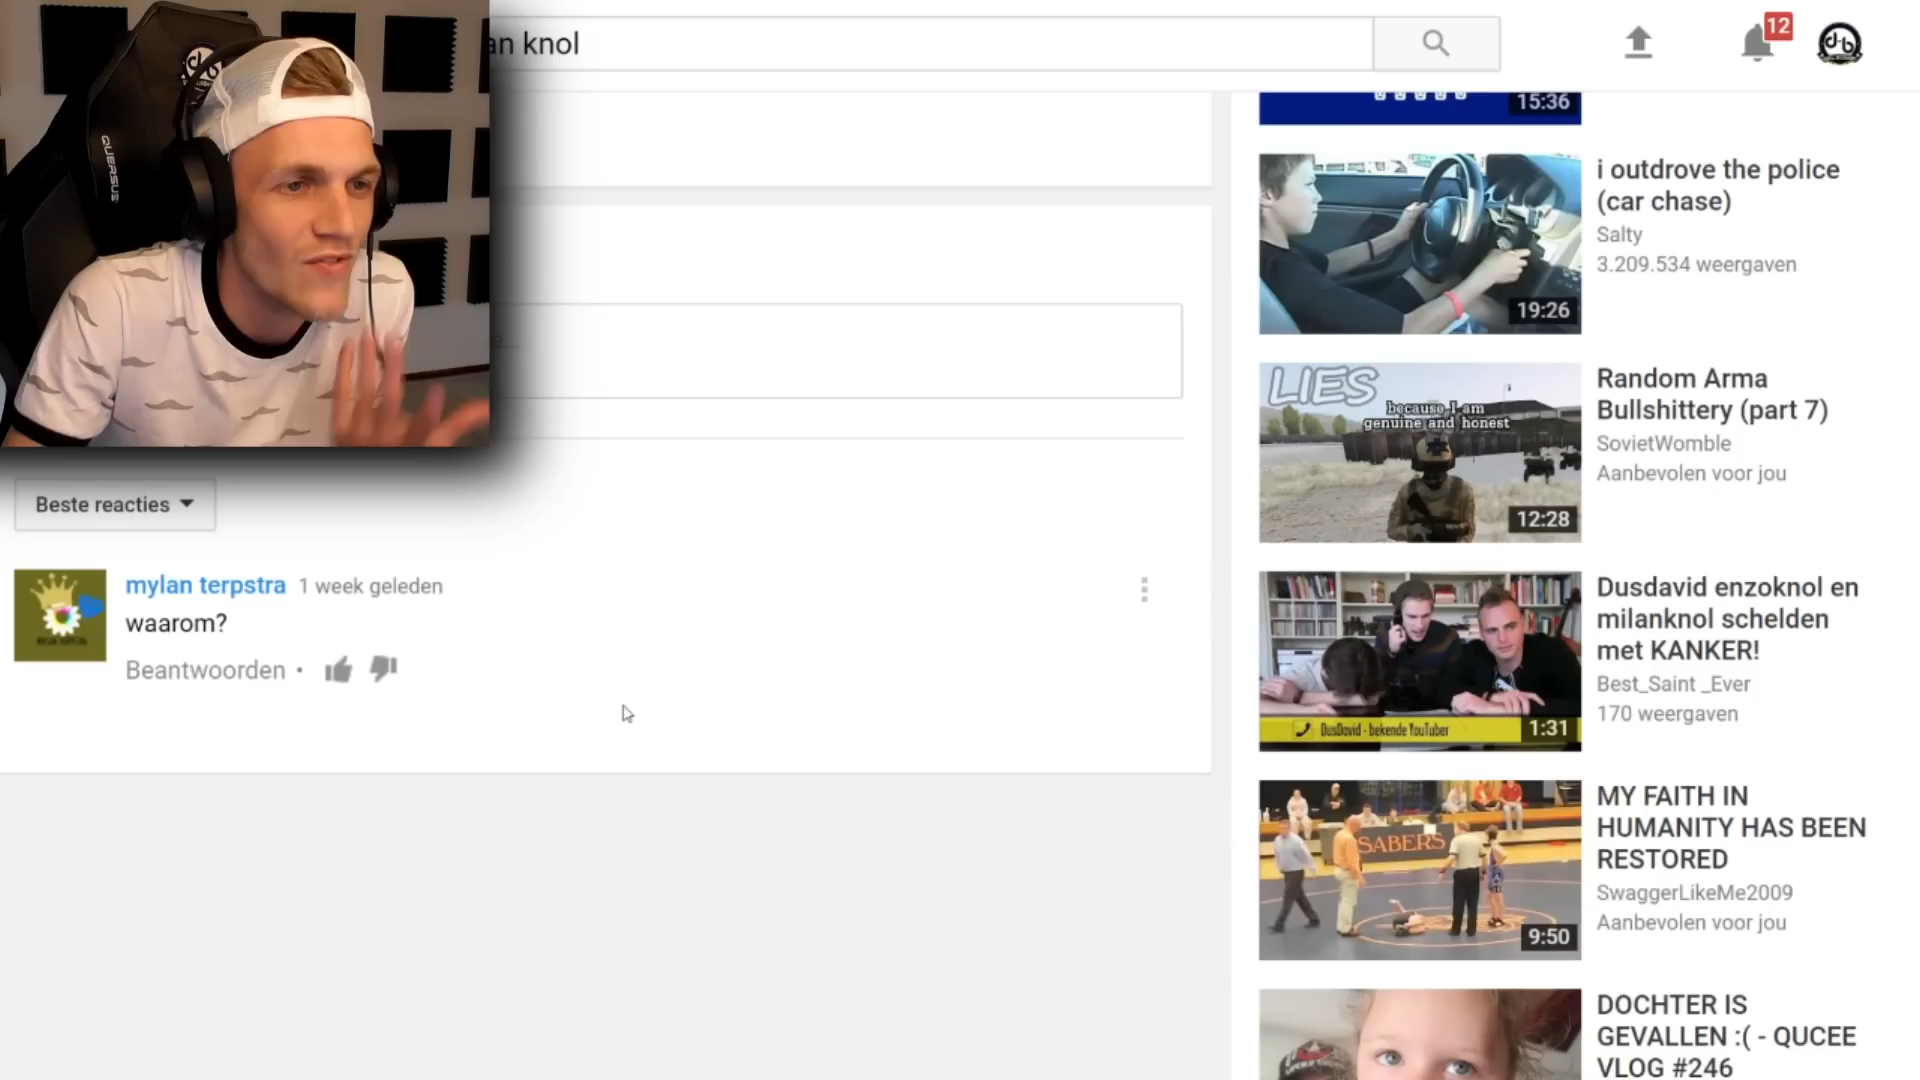 an knol
12
QUERSUS
Beste reacties
mylan terpstra 1 week geleden
waarom?
Beantwoorden •
15:36
i outdrove the police
(car chase)
Salty
3.209.534 weergaven
19:26
Random Arma
Bullshittery (part 7)
SovietWomble
Aanbevolen voor jou
LIES
because I am
genuine and honest
12:28
Dusdavid enzoknol en
milanknol schelden
met KANKER!
Best_Saint _Ever
170 weergaven
DusDavid - bekende YouTuber
1:31
MY FAITH IN
HUMANITY HAS BEEN
RESTORED
SwaggerLikeMe2009
Aanbevolen voor jou
SABERS
9:50
DOCHTER IS
GEVALLEN :( - QUCEE
VLOG #246